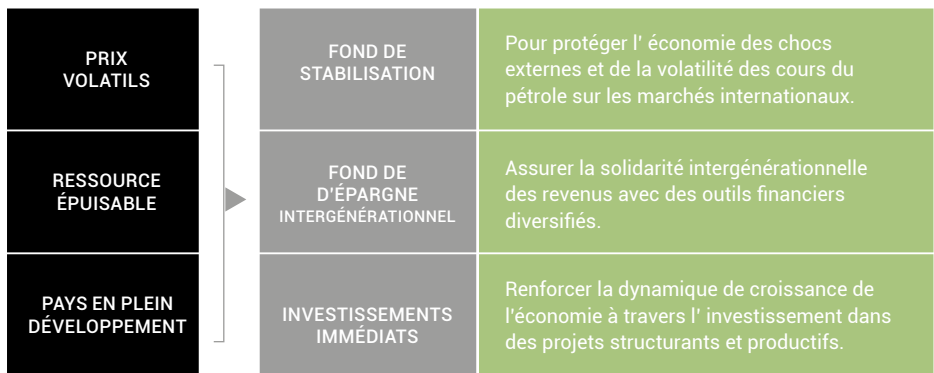 PRIX
VOLATILS
FOND DE
STABILISATION
Pour protéger l' économie des chocs
externes et de la volatilité des cours du
pétrole sur les marchés internationaux.
RESSOURCE
ÉPUISABLE
FOND DE
D'ÉPARGNE
INTERGÉNÉRATIONNEL
Assurer la solidarité intergénérationnelle
des revenus avec des outils financiers
diversifiés.
PAYS EN PLEIN
DÉVELOPPEMENT
INVESTISSEMENTS
IMMÉDIATS
Renforcer la dynamique de croissance de
l'économie à travers l' investissement dans
des projets structurants et productifs.